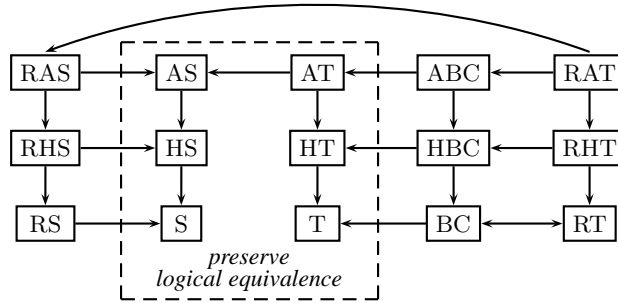 RAS AS AT ABC RAT
RHS HS HT HBC RHT
RS S T BC RT
preserve
logical equivalence